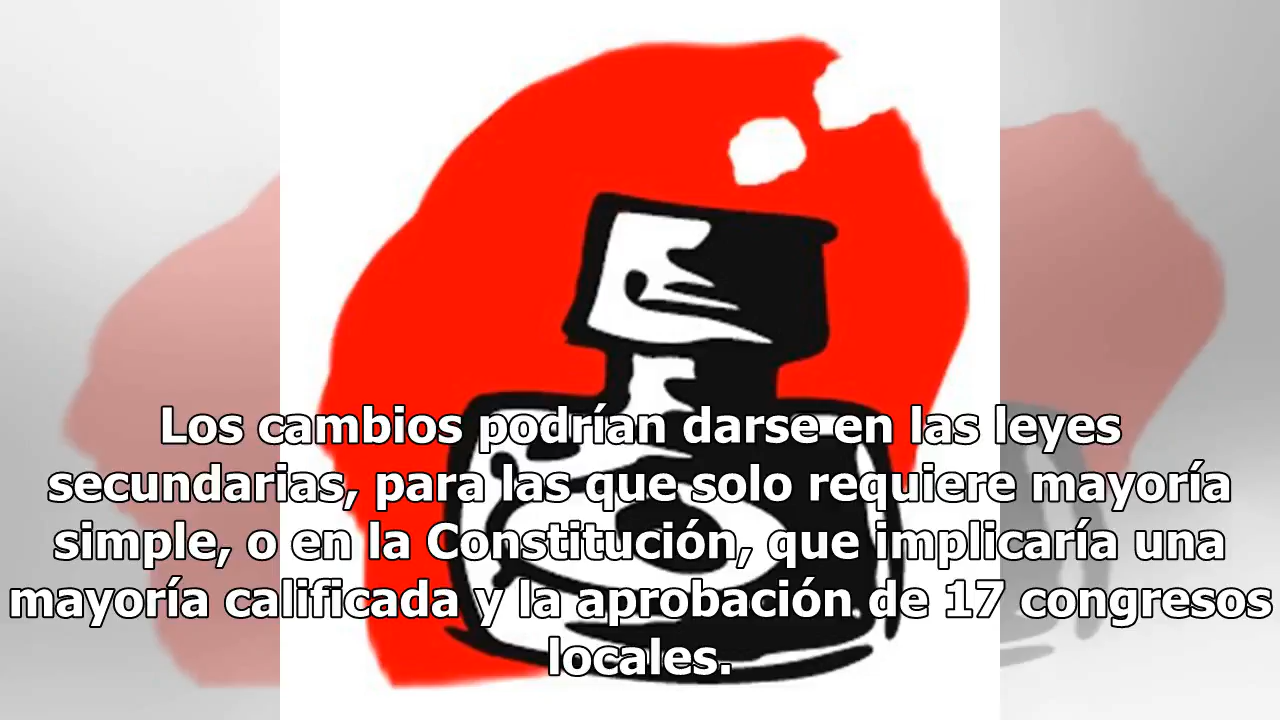 Los cambios podrían darse en las leyes
secundarias, para las que solo requiere mayoría
simple, o en la Constitución, que implicaría una
mayoría calificada y la aprobación de 17 congresos
locales.